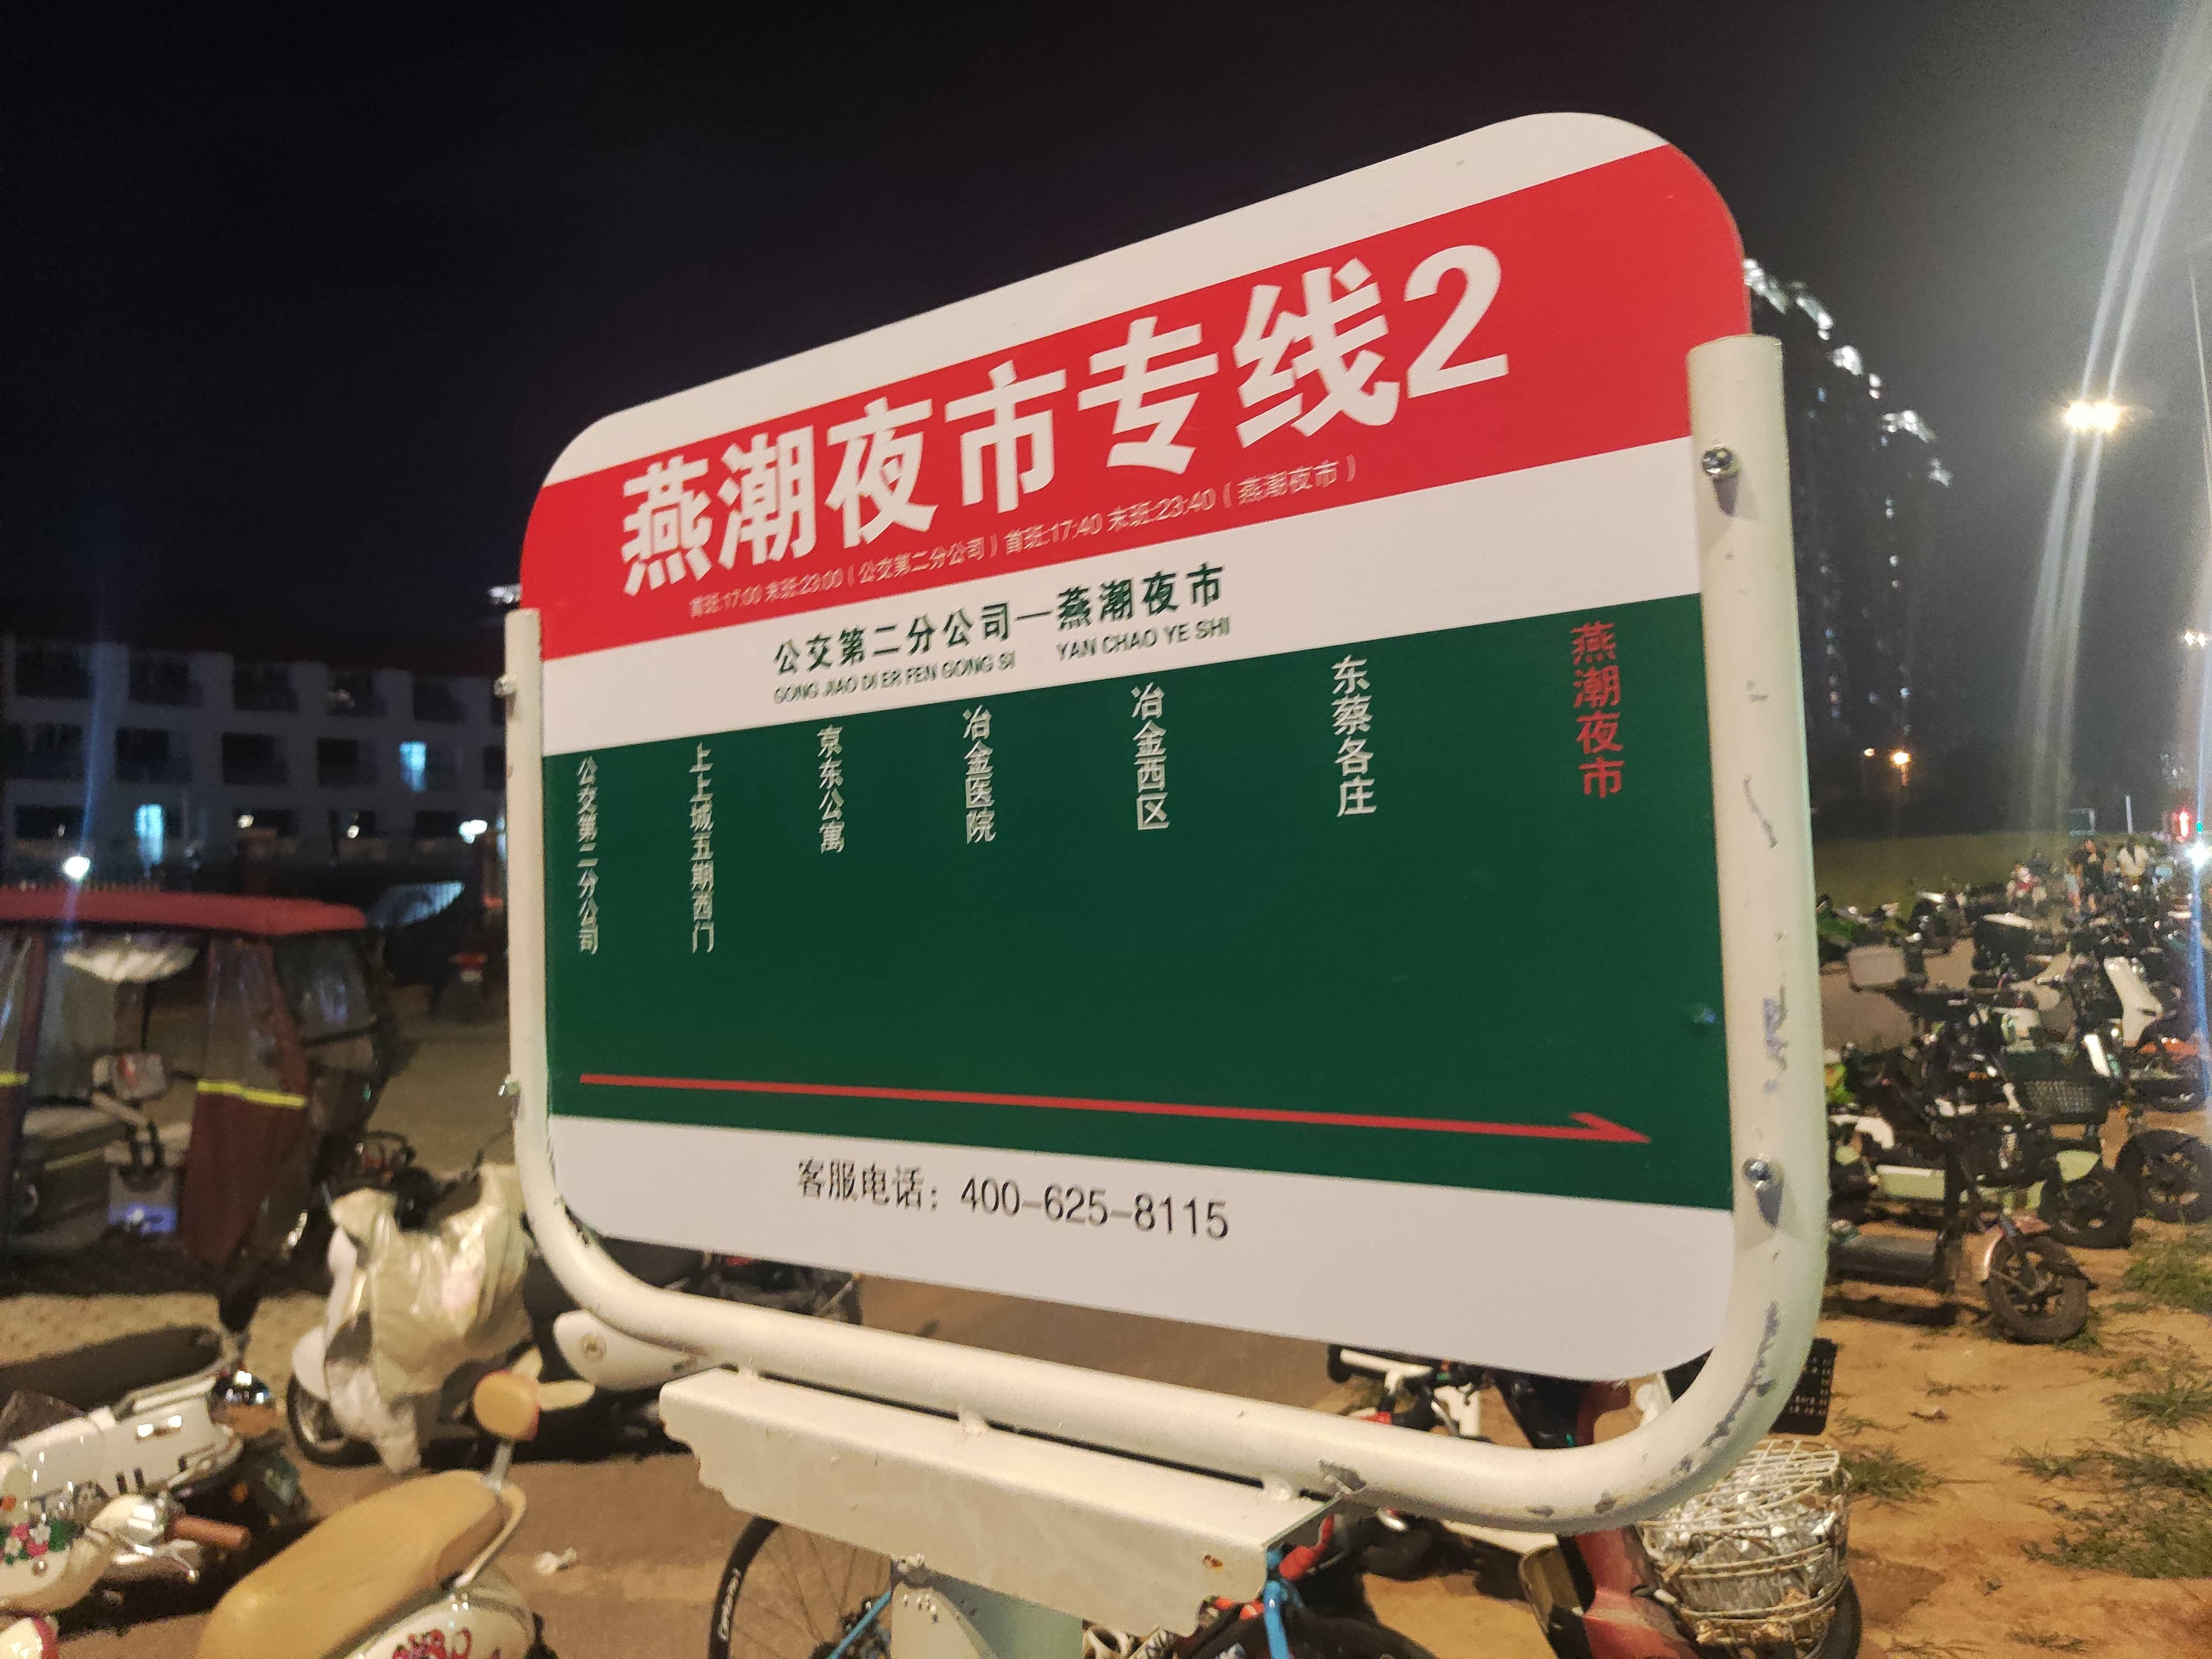 燕潮夜市专线2
首班:17:00 末班:23:00（公交第二分公司）首班:17:40 末班:23:40（燕潮夜市）
公交第二分公司—燕潮夜市
GONG JIAO DI ER FEN GONG SI YAN CHAO YE SHI
公交第二分公司
上上城五期西门
京东公寓
冶金医院
冶金西区
东蔡各庄
燕潮夜市
客服电话：400-625-8115